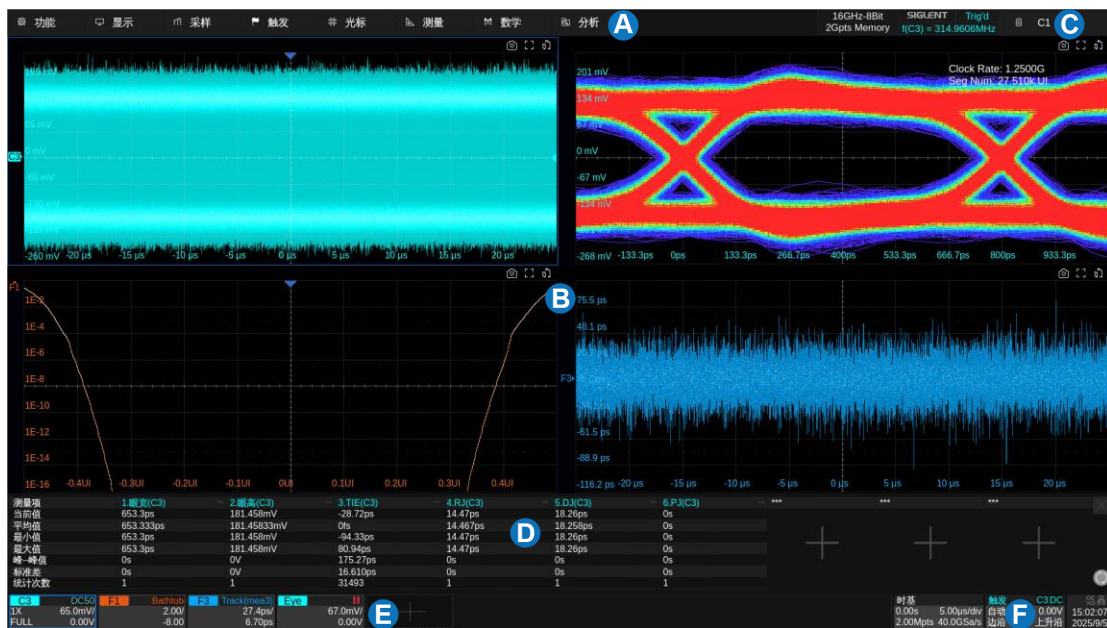 功能 显示 采样 触发 光标 测量 数学 分析 A
16GHz-8Bit SIGLENT Trig'd C1 C
2Gpts Memory f(C3) = 314.9606MHz
65 mV
C3 0 mV
-65 mV
-260 mV -20 μs -15 μs -10 μs -5 μs 0 μs 5 μs 10 μs 15 μs 20 μs
201 mV
Clock Rate: 1.2500G
Seg Num: 27.510k UI
134 mV
67 mV
0 mV
-67 mV
-134 mV
-268 mV -133.3ps 0ps 133.3ps 266.7ps 400ps 533.3ps 666.7ps 800ps 933.3ps
F1
1E-2
1E-4
1E-6
1E-8
1E-10
1E-12
1E-14
1E-16 -0.4UI -0.3UI -0.2UI -0.1UI 0UI 0.1UI 0.2UI 0.3UI 0.4UI
B
75.5 ps
48.1 ps
F3
-61.5 ps
-88.9 ps
-116.2 ps -20 μs -15 μs -10 μs -5 μs 0 μs 5 μs 10 μs 15 μs 20 μs
测量项 1.眼宽(C3) 2.眼高(C3) 3.TIE(C3) 4.RJ(C3) 5.DJ(C3) 6.PJ(C3) *** *** ***
当前值 653.3ps 181.458mV -28.72ps 14.47ps 18.26ps 0s
平均值 653.333ps 181.45833mV 0fs 14.467ps 18.258ps 0s
D
最小值 653.3ps 181.458mV -94.33ps 14.47ps 18.26ps 0s
最大值 653.3ps 181.458mV 80.94ps 14.47ps 18.26ps 0s
峰--峰值 0s 0V 175.27ps 0s 0s 0s
标准差 0s 0V 16.610ps 0s 0s 0s
统计次数 1 1 31493 1 1 1
C3 DC50 F1 Bathtub F3 Track(mea3) Eye
1X 65.0mV/ 2.00/ 27.4ps/ 67.0mV/
FULL 0.00V -8.00 6.70ps 0.00V
E
时基 触发 C3 DC
0.00s 5.00μs/div 自动 0.00V 15:02:07
2.00Mpts 40.0GSa/s 边沿 上升沿 2025/9/5
F